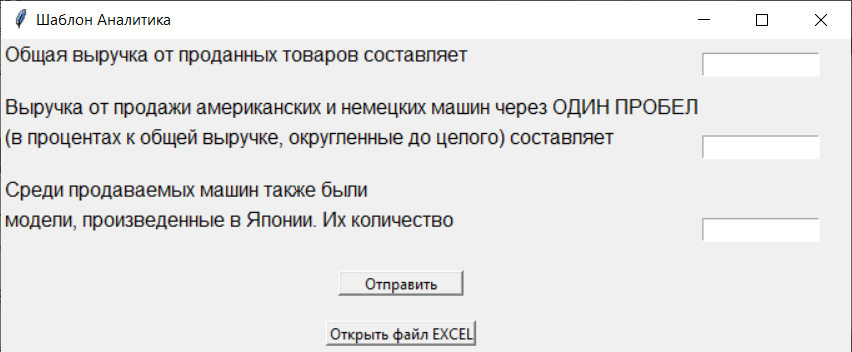 Шаблон Аналитика
Общая выручка от проданных товаров составляет
Выручка от продажи американских и немецких машин через ОДИН ПРОБЕЛ
(в процентах к общей выручке, округленные до целого) составляет
Среди продаваемых машин также были
модели, произведенные в Японии. Их количество
Отправить
Открыть файл EXCEL